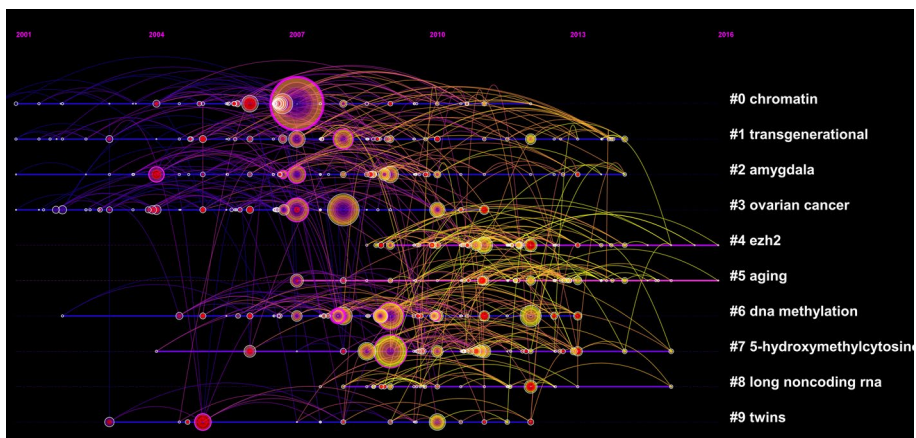 2001 2004 2007 2010 2013 2016
#0 chromatin
#1 transgenerational
#2 amygdala
#3 ovarian cancer
#4 ezh2
#5 aging
#6 dna methylation
#7 5-hydroxymethylcytosine
#8 long noncoding rna
#9 twins